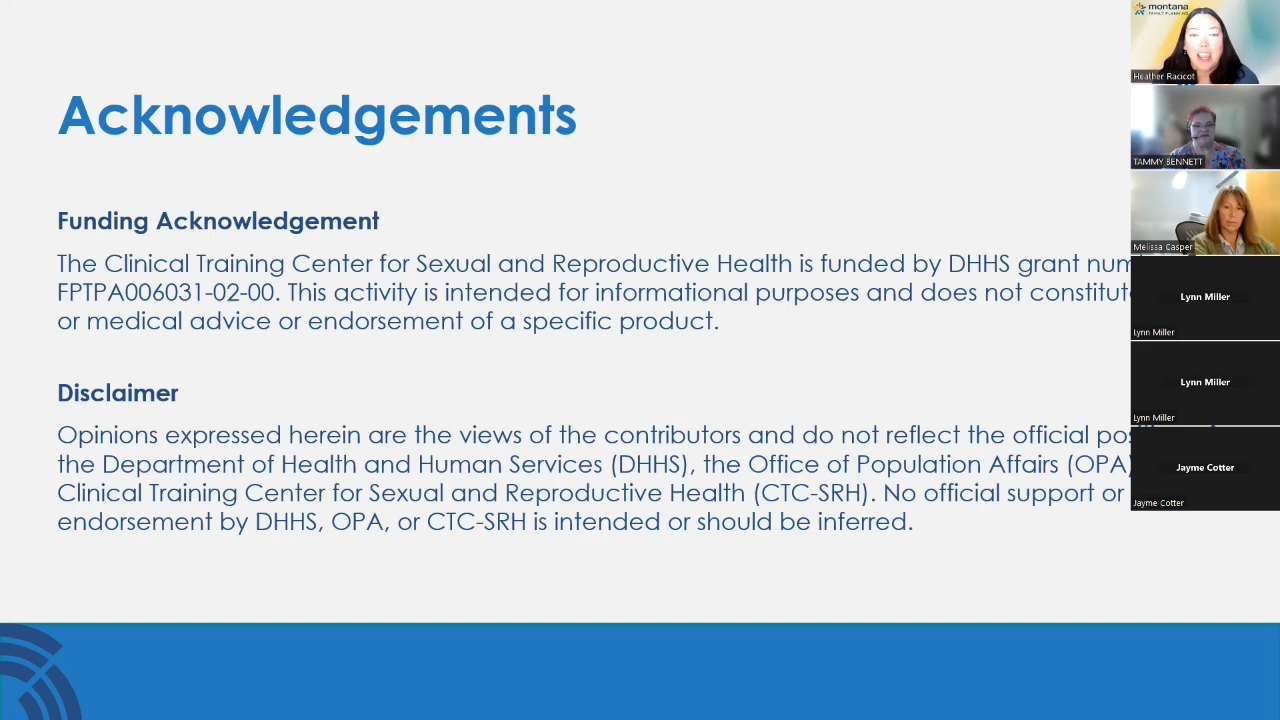 Acknowledgements
Funding Acknowledgement
The Clinical Training Center for Sexual and Reproductive Health is funded by DHHS grant num
FPTPA006031-02-00. This activity is intended for informational purposes and does not constitut
or medical advice or endorsement of a specific product.
Disclaimer
Opinions expressed herein are the views of the contributors and do not reflect the official pos
the Department of Health and Human Services (DHHS), the Office of Population Affairs (OPA)
Clinical Training Center for Sexual and Reproductive Health (CTC-SRH). No official support or
endorsement by DHHS, OPA, or CTC-SRH is intended or should be inferred.
montana
FAMILY PLANNING
Heather Racicot
TAMMY BENNETT
Melissa Casper
Lynn Miller
Lynn Miller
Lynn Miller
Lynn Miller
Jayme Cotter
Jayme Cotter